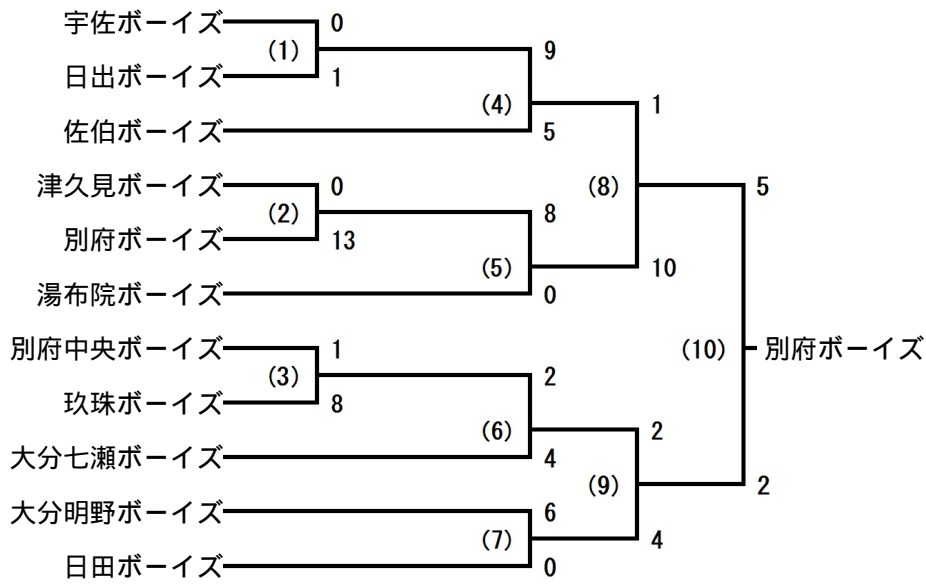 宇佐ボーイズ 0
(1) 9
日出ボーイズ 1
(4) 1
佐伯ボーイズ 5
津久見ボーイズ 0
(8) 5
(2) 8
別府ボーイズ 13
(5) 10
湯布院ボーイズ 0
別府中央ボーイズ 1
(10) 別府ボーイズ
(3) 2
玖珠ボーイズ 8
(6) 2
大分七瀬ボーイズ 4
(9) 2
大分明野ボーイズ 6
(7) 4
日田ボーイズ 0